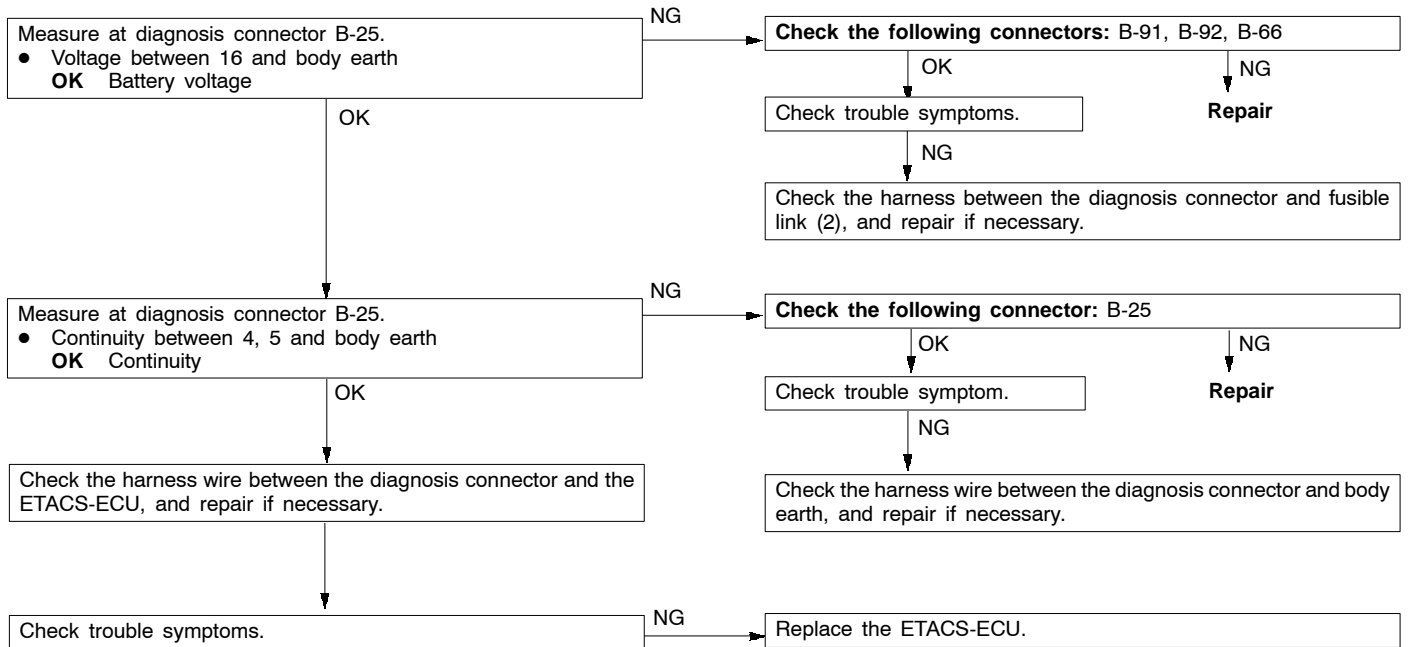 Measure at diagnosis connector B-25.
● Voltage between 16 and body earth
OK Battery voltage
NG
Check the following connectors: B-91, B-92, B-66
OK
NG
Check trouble symptoms.
Repair
NG
Check the harness between the diagnosis connector and fusible
link (2), and repair if necessary.
OK
Measure at diagnosis connector B-25.
● Continuity between 4, 5 and body earth
OK Continuity
NG
Check the following connector: B-25
OK
NG
Check trouble symptom.
Repair
NG
Check the harness wire between the diagnosis connector and body
earth, and repair if necessary.
OK
Check the harness wire between the diagnosis connector and the
ETACS-ECU, and repair if necessary.
Check trouble symptoms.
NG
Replace the ETACS-ECU.